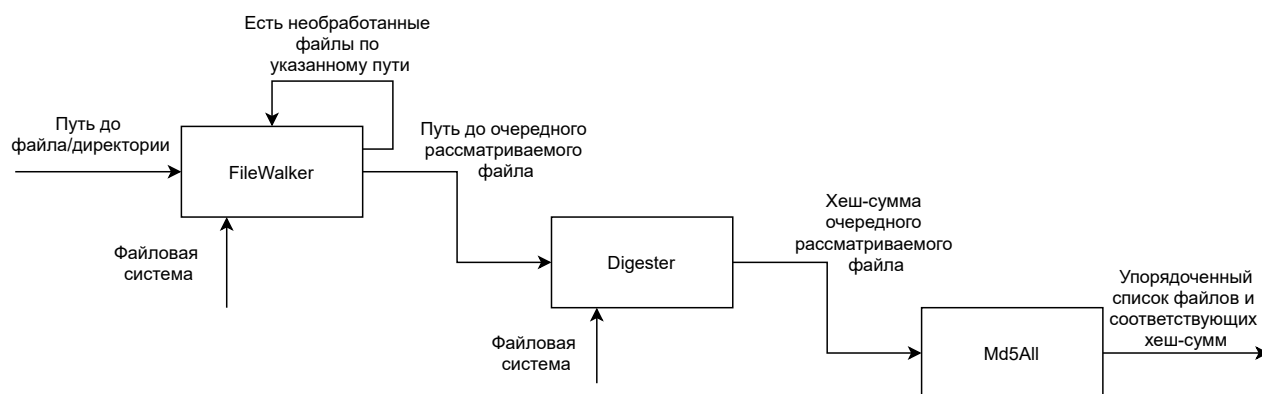 Есть необработанные
файлы по
указанному пути
Путь до
файла/директории
FileWalker
Файловая
система
Путь до очередного
рассматриваемого
файла
Digester
Файловая
система
Хеш-сумма
очередного
рассматриваемого
файла
Md5All
Упорядоченный
список файлов и
соответствующих
хеш-сумм